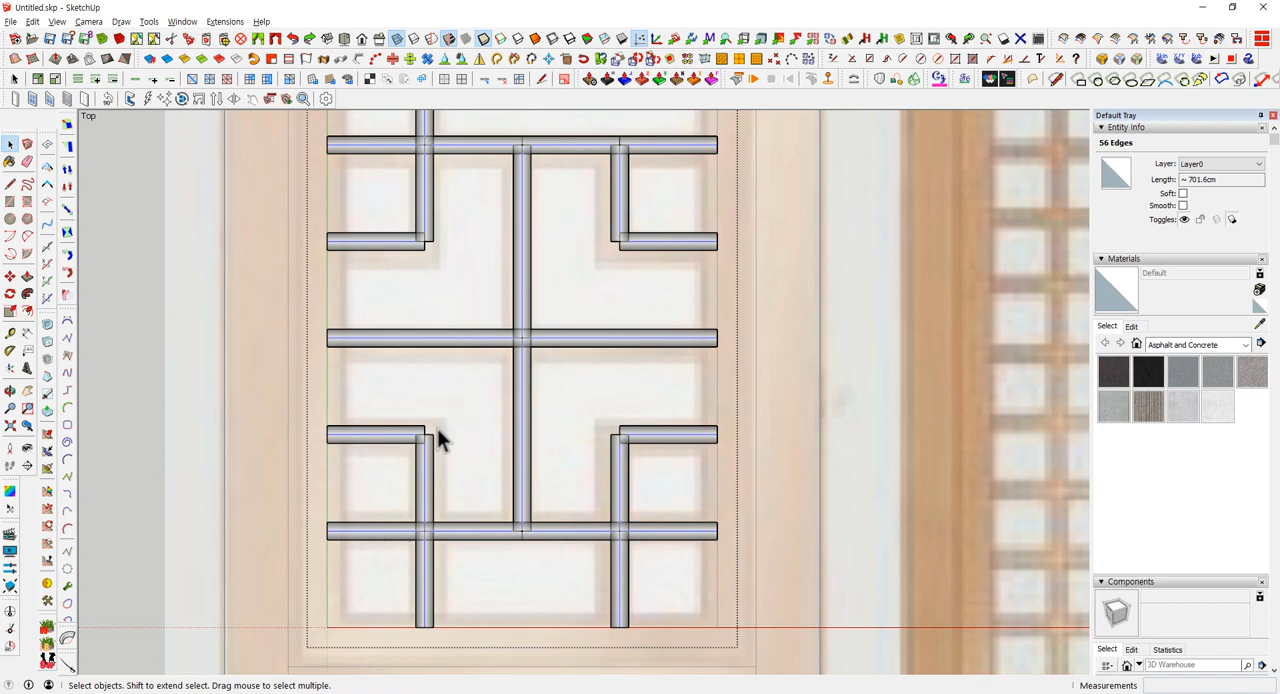 Untitled.skp - SketchUp
File Edit View Camera Draw Tools Window Extensions Help
Top
Default Tray
Entity Info
56 Edges
Layer: Layer0
Length: ~ 701.6cm
Soft:
Smooth:
Toggles:
Materials
Default
Select Edit
Asphalt and Concrete
Components
Select Edit Statistics
3D Warehouse
Select objects. Shift to extend select. Drag mouse to select multiple.
Measurements